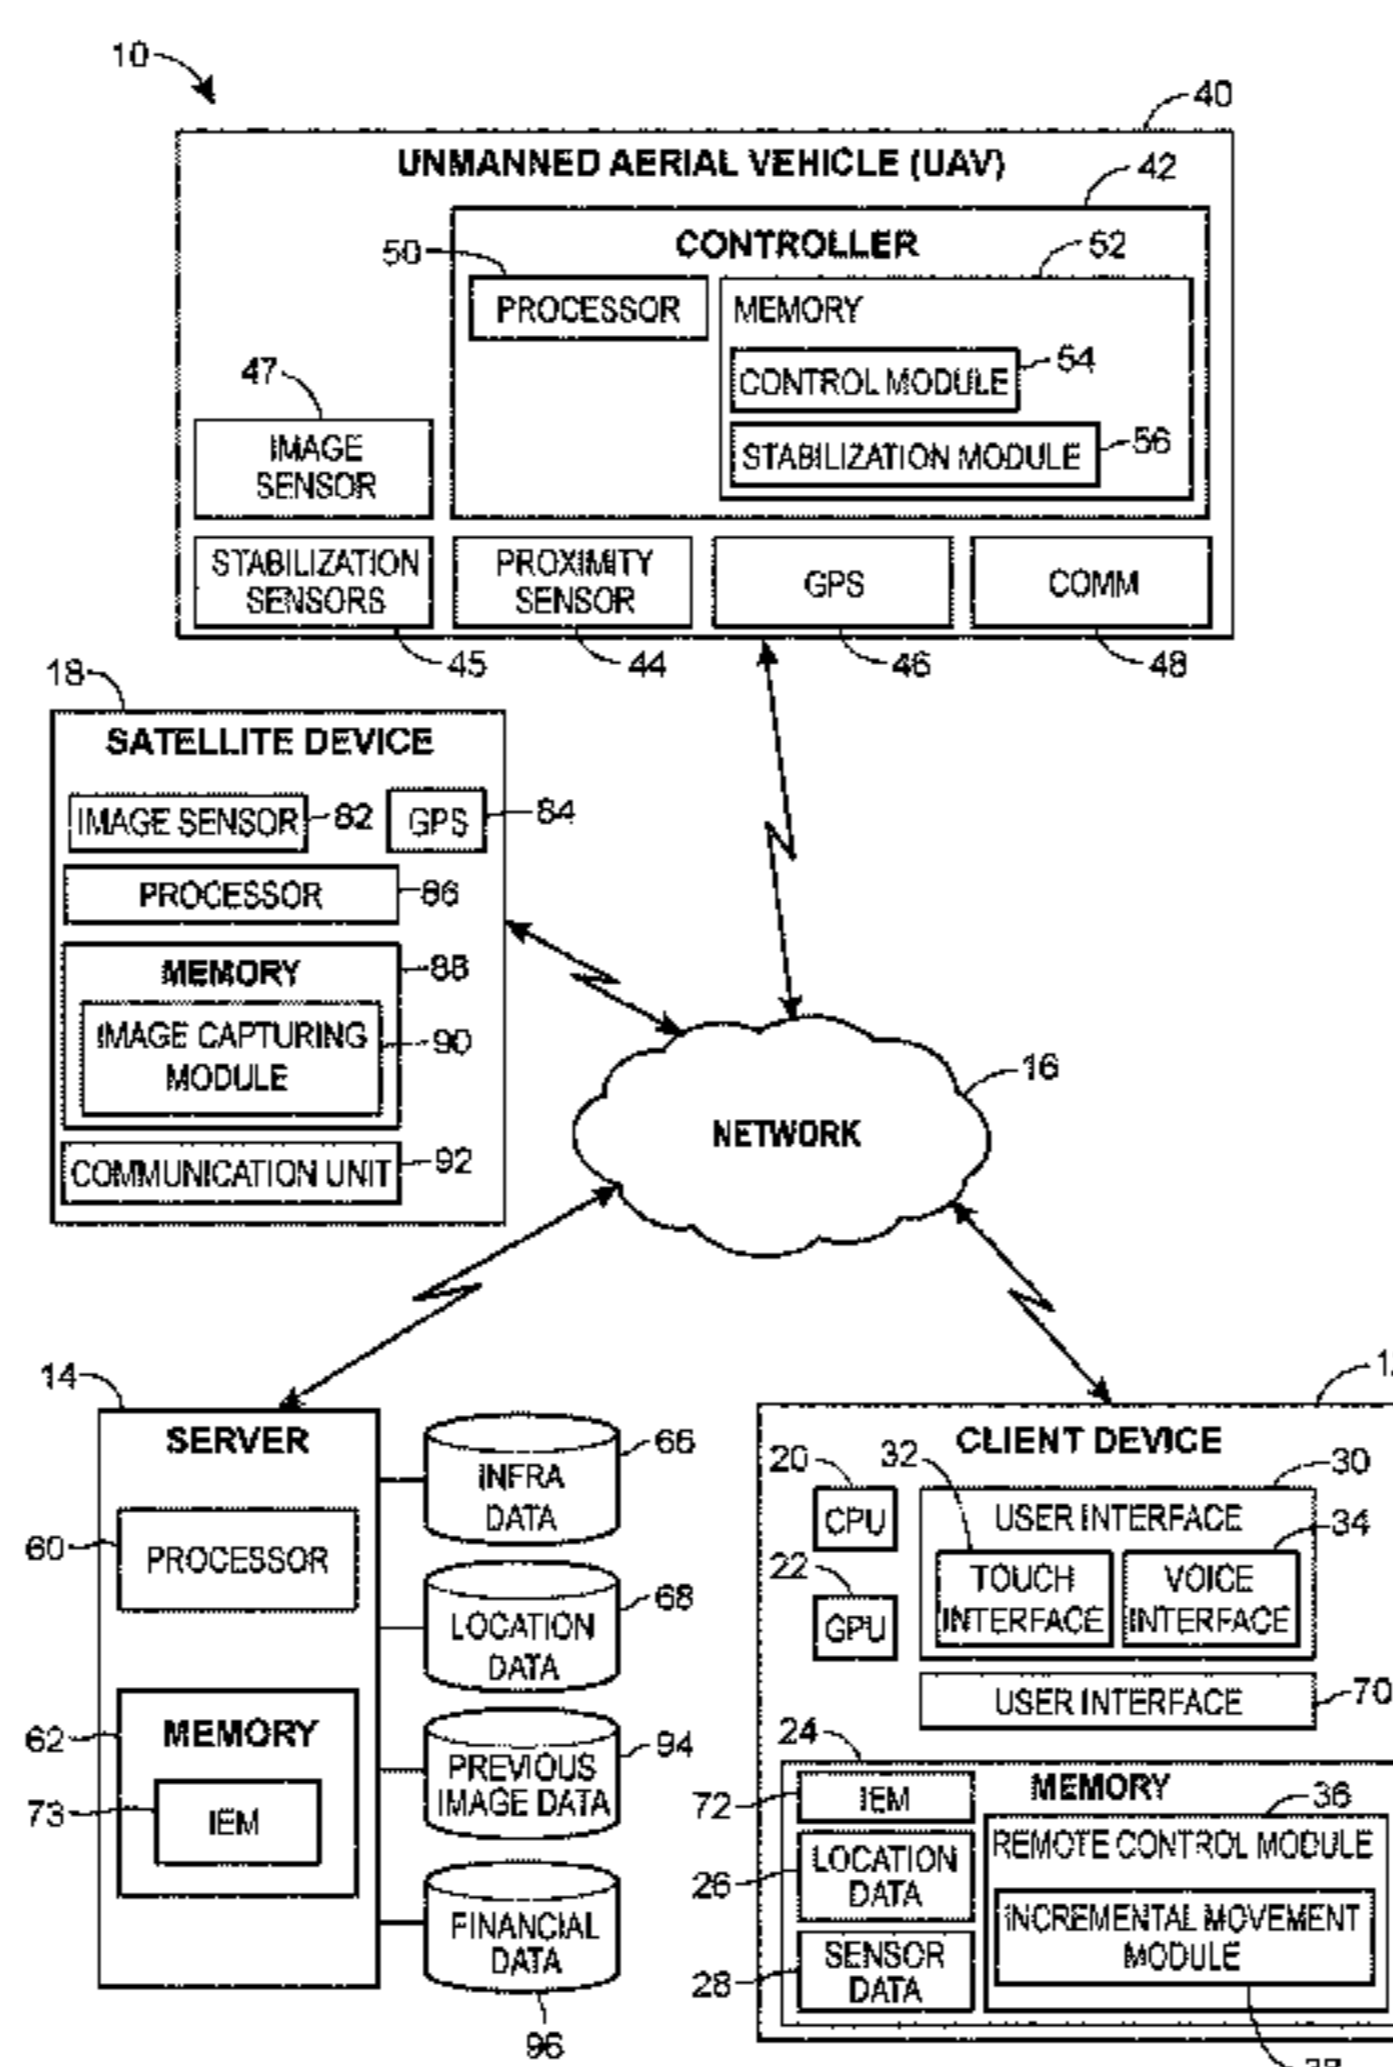 10
40
UNMANNED AERIAL VEHICLE (UAV)
42
CONTROLLER
50
52
PROCESSOR
MEMORY
54
CONTROL MODULE
47
56
STABILIZATION MODULE
IMAGE
SENSOR
STABILIZATION
SENSORS
PROXIMITY
SENSOR
GPS
COMM
45
44
46
48
18
SATELLITE DEVICE
IMAGE SENSOR
82
GPS
84
PROCESSOR
86
MEMORY
88
IMAGE CAPTURING
MODULE
90
COMMUNICATION UNIT
92
NETWORK
16
14
SERVER
60
PROCESSOR
62
MEMORY
73
IEM
INFRA
DATA
66
LOCATION
DATA
68
PREVIOUS
IMAGE DATA
94
FINANCIAL
DATA
96
CLIENT DEVICE
20
CPU
22
GPU
32
30
USER INTERFACE
34
TOUCH
INTERFACE
VOICE
INTERFACE
USER INTERFACE
70
24
MEMORY
72
IEM
36
REMOTE CONTROL MODULE
26
LOCATION
DATA
INCREMENTAL MOVEMENT
MODULE
28
SENSOR
DATA